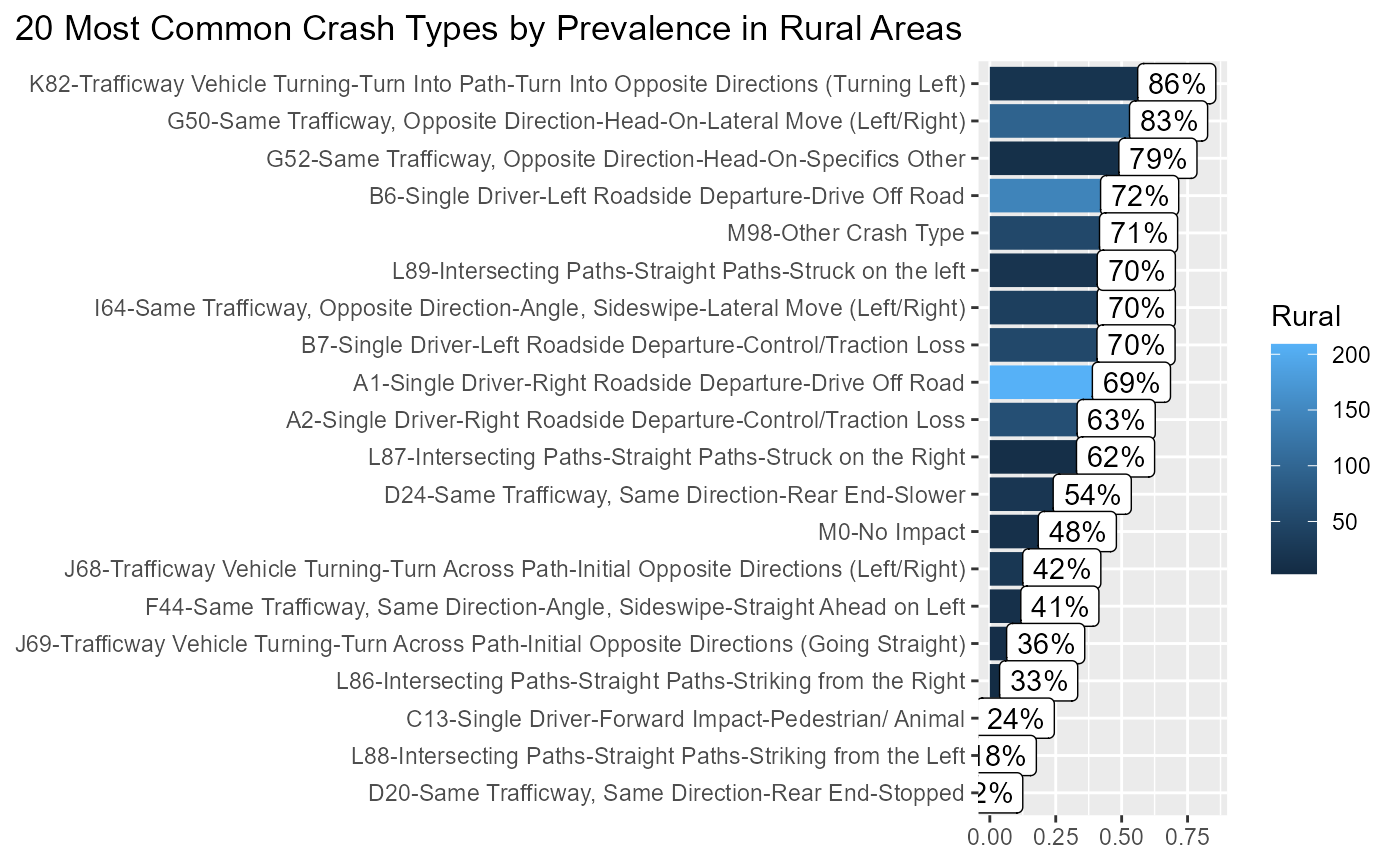 20 Most Common Crash Types by Prevalence in Rural Areas
K82-Trafficway Vehicle Turning-Turn Into Path-Turn Into Opposite Directions (Turning Left) 86%
G50-Same Trafficway, Opposite Direction-Head-On-Lateral Move (Left/Right) 83%
G52-Same Trafficway, Opposite Direction-Head-On-Specifics Other 79%
B6-Single Driver-Left Roadside Departure-Drive Off Road 72%
M98-Other Crash Type 71%
L89-Intersecting Paths-Straight Paths-Struck on the left 70%
I64-Same Trafficway, Opposite Direction-Angle, Sideswipe-Lateral Move (Left/Right) 70%
B7-Single Driver-Left Roadside Departure-Control/Traction Loss 70%
A1-Single Driver-Right Roadside Departure-Drive Off Road 69%
A2-Single Driver-Right Roadside Departure-Control/Traction Loss 63%
L87-Intersecting Paths-Straight Paths-Struck on the Right 62%
D24-Same Trafficway, Same Direction-Rear End-Slower 54%
M0-No Impact 48%
J68-Trafficway Vehicle Turning-Turn Across Path-Initial Opposite Directions (Left/Right) 42%
F44-Same Trafficway, Same Direction-Angle, Sideswipe-Straight Ahead on Left 41%
J69-Trafficway Vehicle Turning-Turn Across Path-Initial Opposite Directions (Going Straight) 36%
L86-Intersecting Paths-Straight Paths-Striking from the Right 33%
C13-Single Driver-Forward Impact-Pedestrian/ Animal 24%
L88-Intersecting Paths-Straight Paths-Striking from the Left
D20-Same Trafficway, Same Direction-Rear End-Stopped
0.00 0.25 0.50 0.75
Rural
200
150
100
50